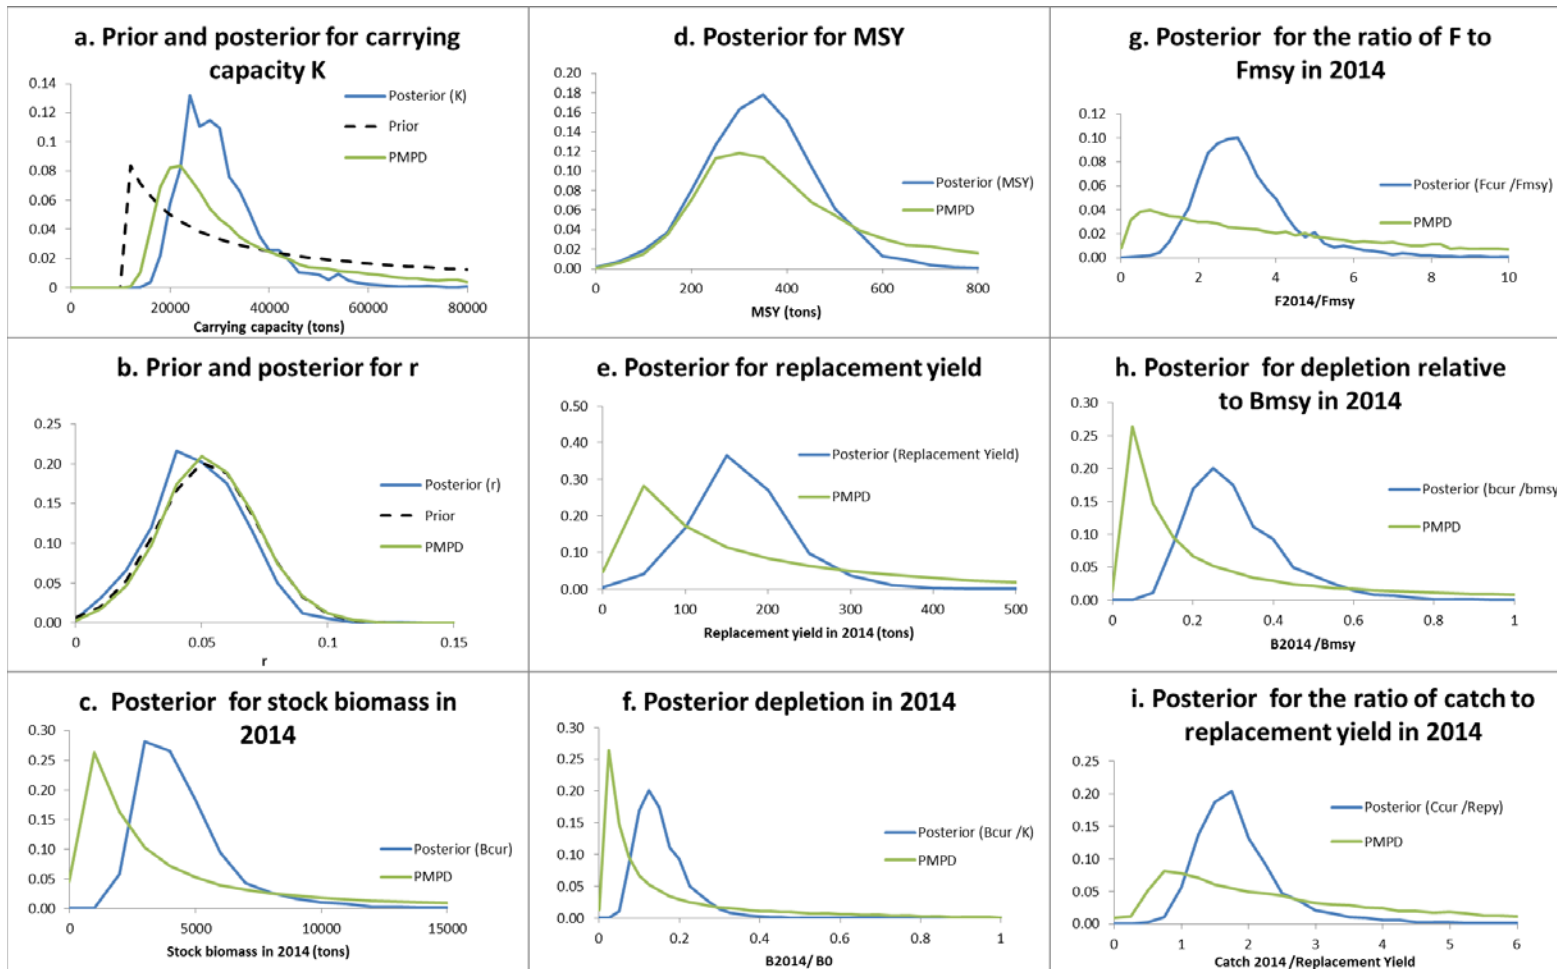 a. Prior and posterior for carrying
capacity K
0.14
0.12
0.1
0.08
0.06
0.04
0.02
0
Posterior (K)
Prior
PMPD
0
20000
40000
60000
80000
Carrying capacity (tons)
d. Posterior for MSY
0.20
0.18
0.16
0.14
0.12
0.10
0.08
0.06
0.04
0.02
0.00
Posterior (MSY)
PMPD
0
200
400
600
800
MSY (tons)
g. Posterior for the ratio of F to
Fmsy in 2014
0.12
0.10
0.08
0.06
0.04
0.02
0.00
Posterior (Fcur /Fmsy)
PMPD
0
2
4
6
8
10
F2014/Fmsy
b. Prior and posterior for r
0.25
0.20
0.15
0.10
0.05
0.00
Posterior (r)
Prior
PMPD
0
0.05
0.1
0.15
r
e. Posterior for replacement yield
0.50
0.40
0.30
0.20
0.10
0.00
Posterior (Replacement Yield)
PMPD
0
100
200
300
400
500
Replacement yield in 2014 (tons)
h. Posterior for depletion relative
to Bmsy in 2014
0.30
0.25
0.20
0.15
0.10
0.05
0.00
Posterior (bcur /bmsy
PMPD
0
0.2
0.4
0.6
0.8
1
B2014/Bmsy
c. Posterior for stock biomass in
2014
0.30
0.25
0.20
0.15
0.10
0.05
0.00
Posterior (Bcur)
PMPD
0
5000
10000
15000
Stock biomass in 2014 (tons)
f. Posterior depletion in 2014
0.30
0.25
0.20
0.15
0.10
0.05
0.00
Posterior (Bcur /K)
PMPD
0
0.2
0.4
0.6
0.8
1
B2014/ B0
i. Posterior for the ratio of catch to
replacement yield in 2014
0.25
0.20
0.15
0.10
0.05
0.00
Posterior (Ccur /Repy)
PMPD
0
1
2
3
4
5
6
Catch 2014 /Replacement Yield